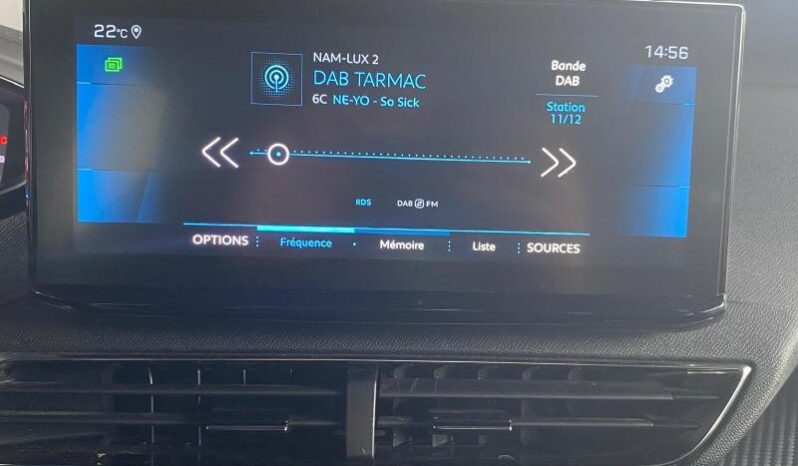 22°C
14:56
NAM-LUX 2
DAB TARMAC
6C NE-YO - So Sick
Bande
DAB
Station
11/12
RDS
DAB FM
OPTIONS Fréquence Mémoire Liste SOURCES